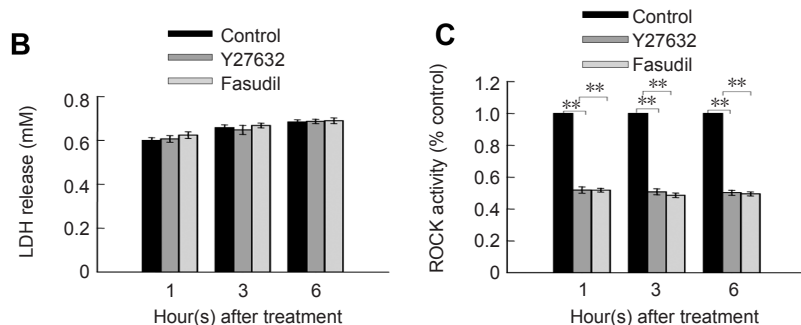 B
Control
Y27632
Fasudil
LDH release (mM)
0.8
0.6
0.4
0.2
0
1 3 6
Hour(s) after treatment
C
Control
Y27632
Fasudil
ROCK activity (% control)
1.2
1.0
0.8
0.6
0.4
0.2
0
** ** **
** ** **
1 3 6
Hour(s) after treatment